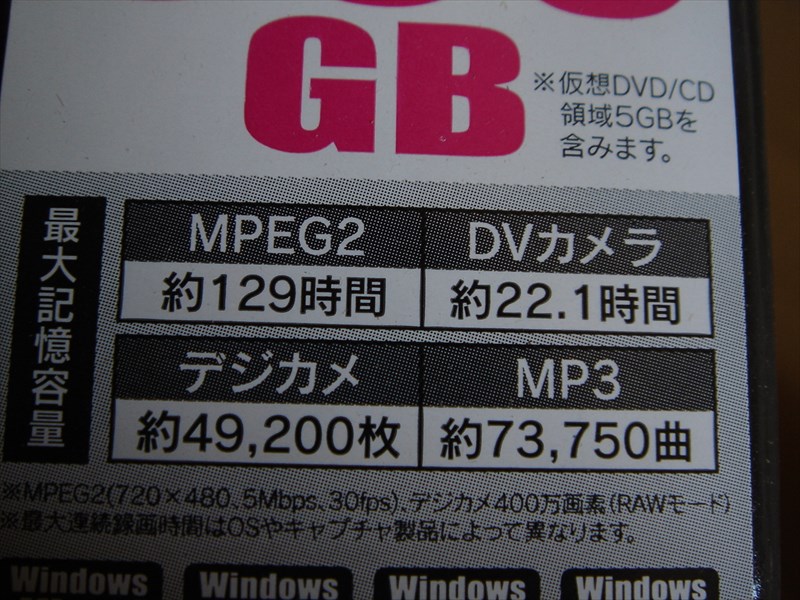 GB
※仮想DVD/CD
領域5GBを
含みます。
最大記憶容量
MPEG2
DVカメラ
約129時間
約22.1時間
デジカメ
MP3
約49,200枚
約73,750曲
※MPEG2(720×480、5Mbps、30fps)、デジカメ400万画素(RAWモード)
※最大連続録画時間はOSやキャプチャ製品によって異なります。
Windows Windows Windows Windows